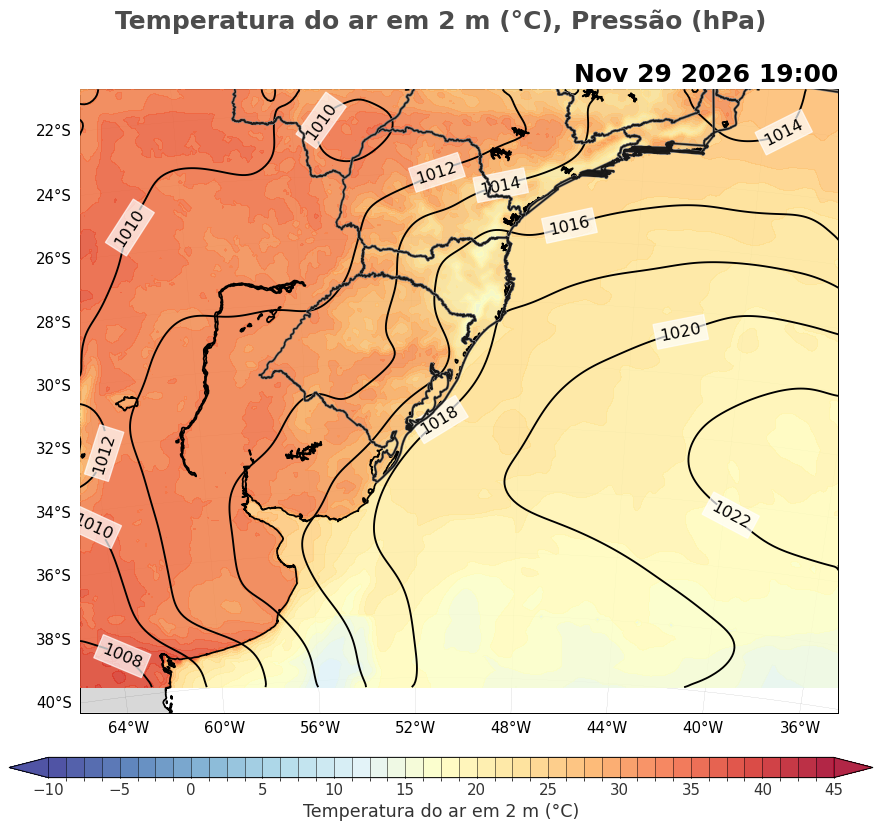 Temperatura do ar em 2 m (°C), Pressão (hPa)
Nov 29 2026 19:00
1010
1014
1012
1014
1010
1016
1020
1018
1012
1022
1010
1008
22°S
24°S
26°S
28°S
30°S
32°S
34°S
36°S
38°S
40°S
64°W 60°W 56°W 52°W 48°W 44°W 40°W 36°W
−10 −5 0 5 10 15 20 25 30 35 40 45
Temperatura do ar em 2 m (°C)